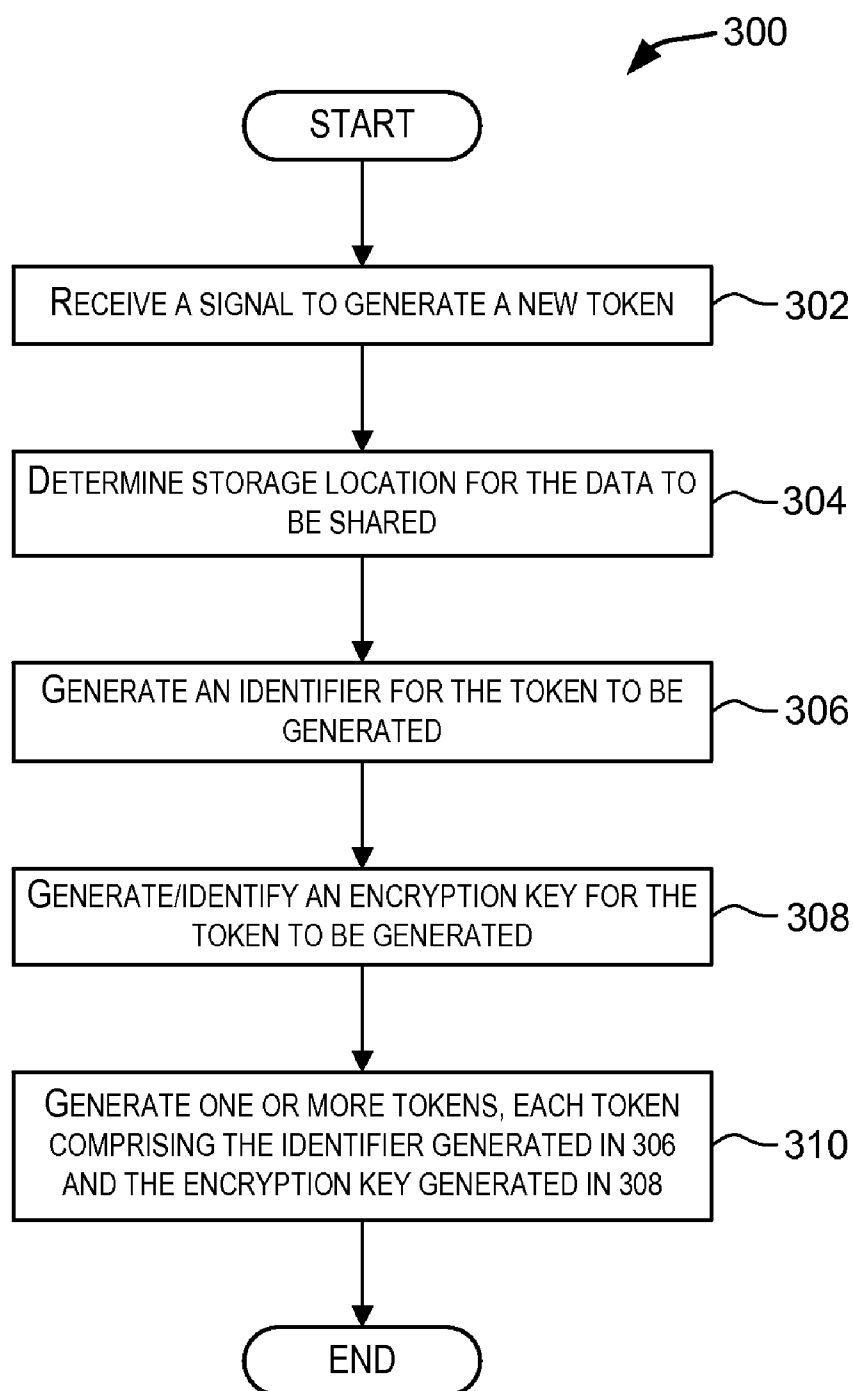 300
START
RECEIVE A SIGNAL TO GENERATE A NEW TOKEN
302
DETERMINE STORAGE LOCATION FOR THE DATA TO
BE SHARED
304
GENERATE AN IDENTIFIER FOR THE TOKEN TO BE
GENERATED
306
GENERATE/IDENTIFY AN ENCRYPTION KEY FOR THE
TOKEN TO BE GENERATED
308
GENERATE ONE OR MORE TOKENS, EACH TOKEN
COMPRISING THE IDENTIFIER GENERATED IN 306
AND THE ENCRYPTION KEY GENERATED IN 308
310
END